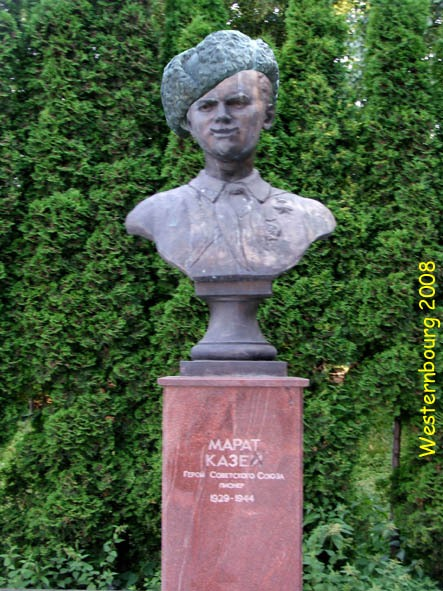 МАРАТ
КАЗЕЙ
Герой Советского Союза
пионер
1929-1944
Westernbourg 2008